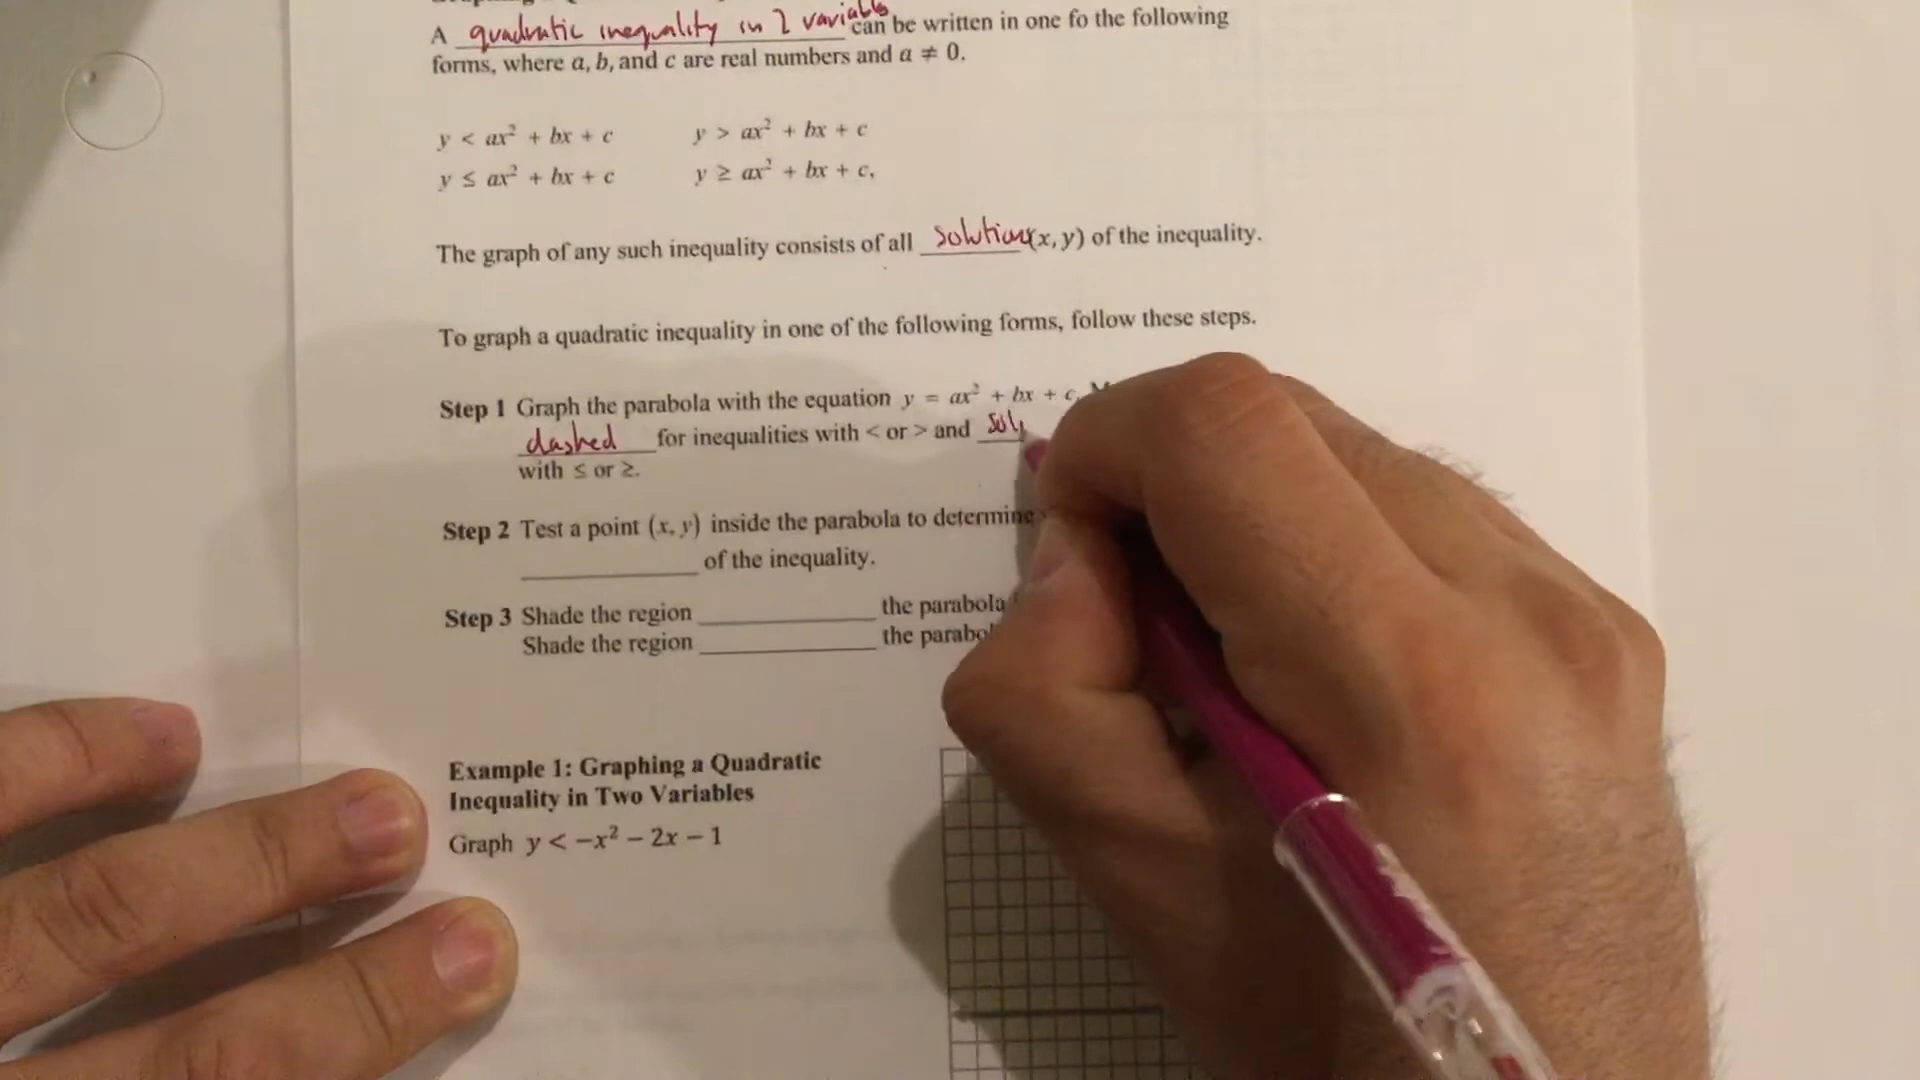 A quadratic inequality in 2 variable can be written in one fo the following
forms, where a, b, and c are real numbers and a ≠ 0.
y < ax² + bx + c y > ax² + bx + c
y ≤ ax² + bx + c y ≥ ax² + bx + c,
The graph of any such inequality consists of all solutions (x, y) of the inequality.
To graph a quadratic inequality in one of the following forms, follow these steps.
Step 1 Graph the parabola with the equation y = ax² + bx + c.
dashed for inequalities with < or > and
with ≤ or ≥.
Step 2 Test a point (x, y) inside the parabola to determine
of the inequality.
Step 3 Shade the region the parabola
Shade the region the
Example 1: Graphing a Quadratic
Inequality in Two Variables
Graph y < −x² − 2x − 1